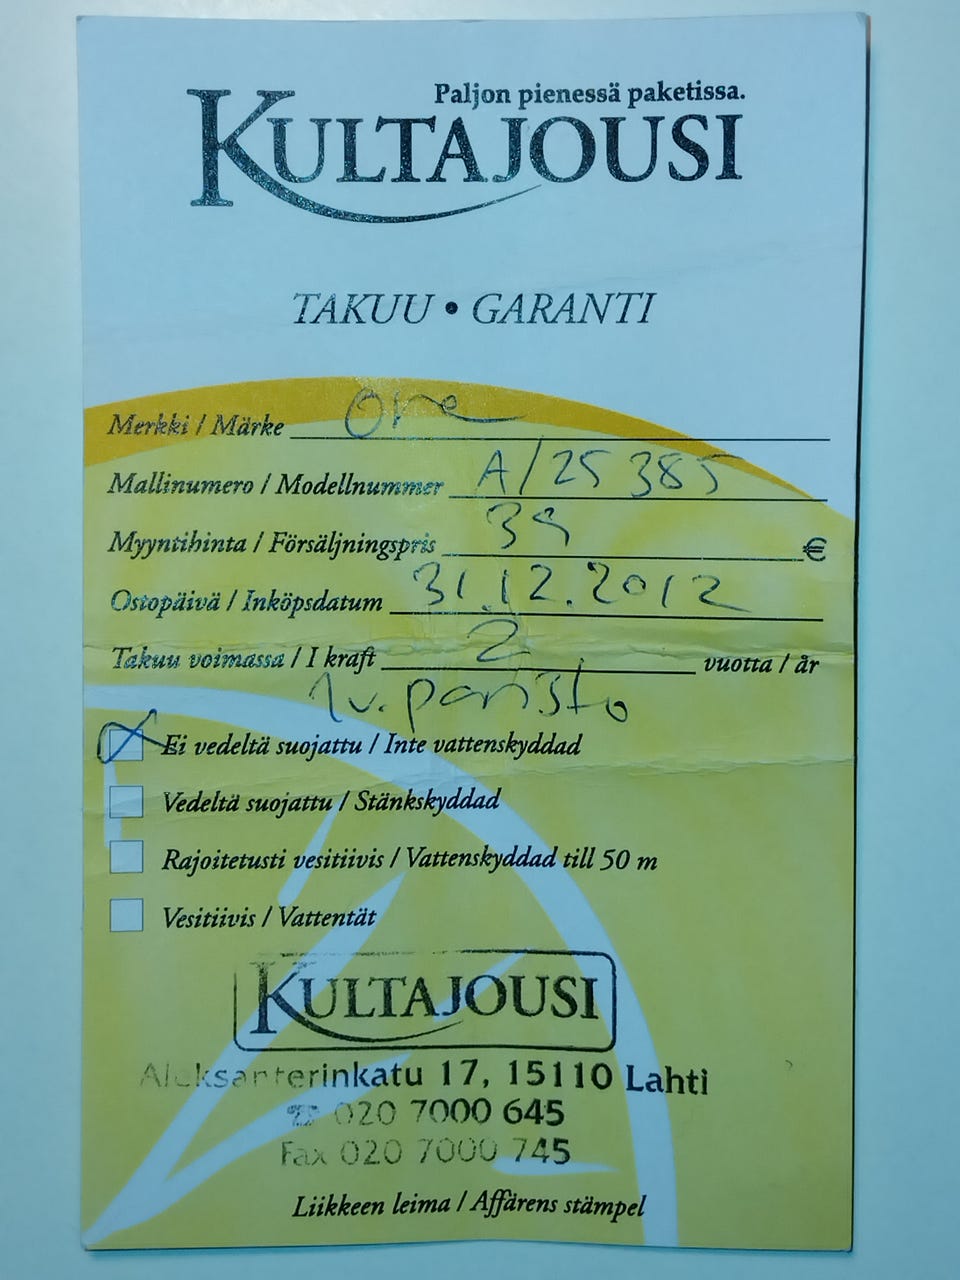 Paljon pienessä paketissa.
KULTAJOUSI
TAKUU • GARANTI
Merkki / Märke One
Mallinumero / Modellnummer A/25385
Myyntihinta / Försäljningspris 39 €
Ostopäivä / Inköpsdatum 31.12.2012
Takuu voimassa / I kraft 2 vuotta / år
1v. paristo
Ei vedeltä suojattu / Inte vattenskyddad
Vedeltä suojattu / Stänkskyddad
Rajoitetusti vesitiivis / Vattenskyddad till 50 m
Vesitiivis / Vattentät
KULTAJOUSI
Aleksanterinkatu 17, 15110 Lahti
☎ 020 7000 645
Fax 020 7000 745
Liikkeen leima / Affärens stämpel